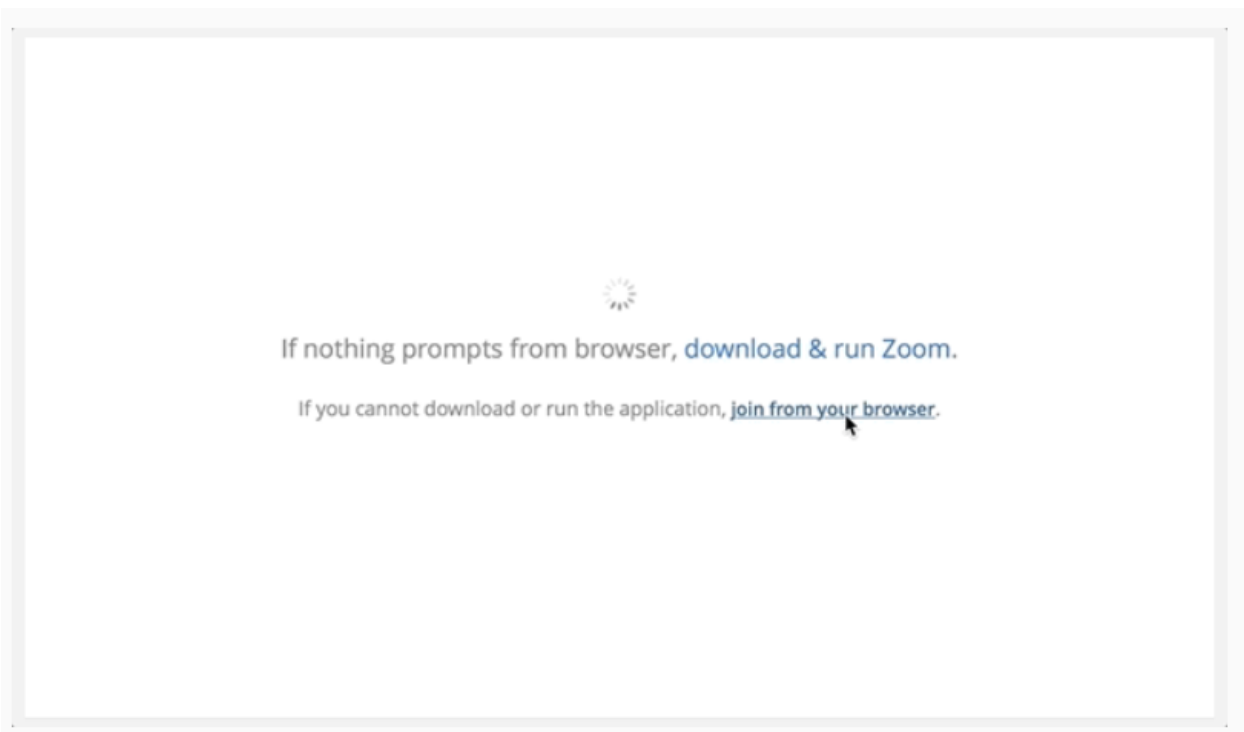 If nothing prompts from browser, download & run Zoom.
If you cannot download or run the application, join from your browser.